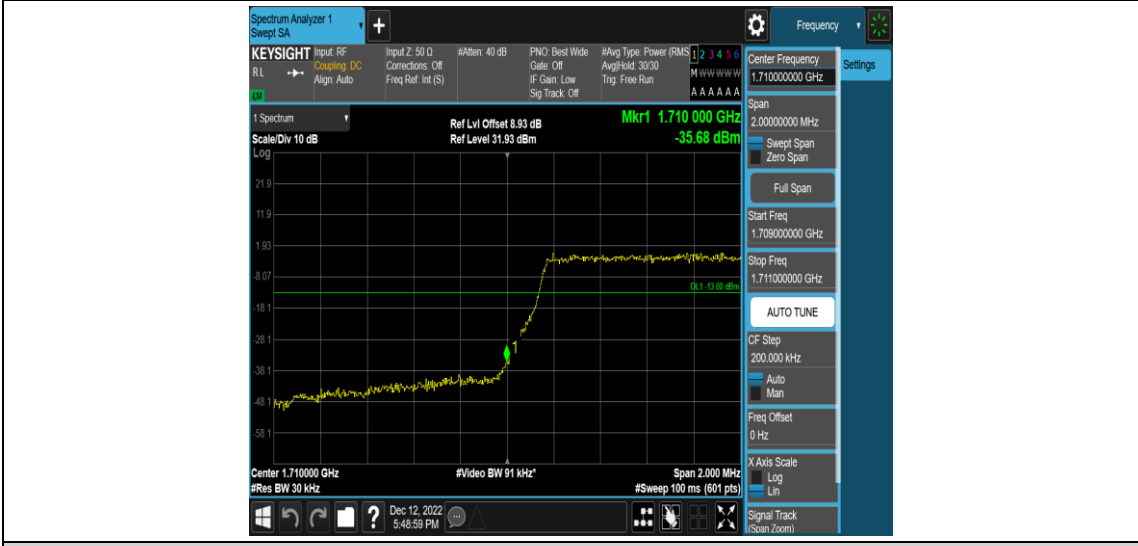 Spectrum Analyzer 1
Swept SA
Frequency
KEYSIGHT
RL
Input: RF
Coupling: DC
Align: Auto
Input Z: 50 Ω
Corrections: Off
Freq Ref: Int (S)
#Atten: 40 dB
PNO: Best Wide
Gate: Off
IF Gain: Low
Sig Track: Off
#Avg Type: Power (RMS
Avg|Hold: 30/30
Trig: Free Run
1 2 3 4 5 6
M W W W W W
A A A A A A
1 Spectrum
Scale/Div 10 dB
Log
Ref Lvl Offset 8.93 dB
Ref Level 31.93 dBm
Mkr1 1.710 000 GHz
-35.68 dBm
21.9
11.9
1.93
-8.07
-18.1
-28.1
-38.1
-48.1
-58.1
DL1 -13.00 dBm
1
Center 1.710000 GHz
#Res BW 30 kHz
#Video BW 91 kHz*
Span 2.000 MHz
#Sweep 100 ms (601 pts)
Dec 12, 2022
5:48:59 PM
Center Frequency
1.710000000 GHz
Settings
Span
2.00000000 MHz
Swept Span
Zero Span
Full Span
Start Freq
1.709000000 GHz
Stop Freq
1.711000000 GHz
AUTO TUNE
CF Step
200.000 kHz
Auto
Man
Freq Offset
0 Hz
X Axis Scale
Log
Lin
Signal Track
(Span Zoom)